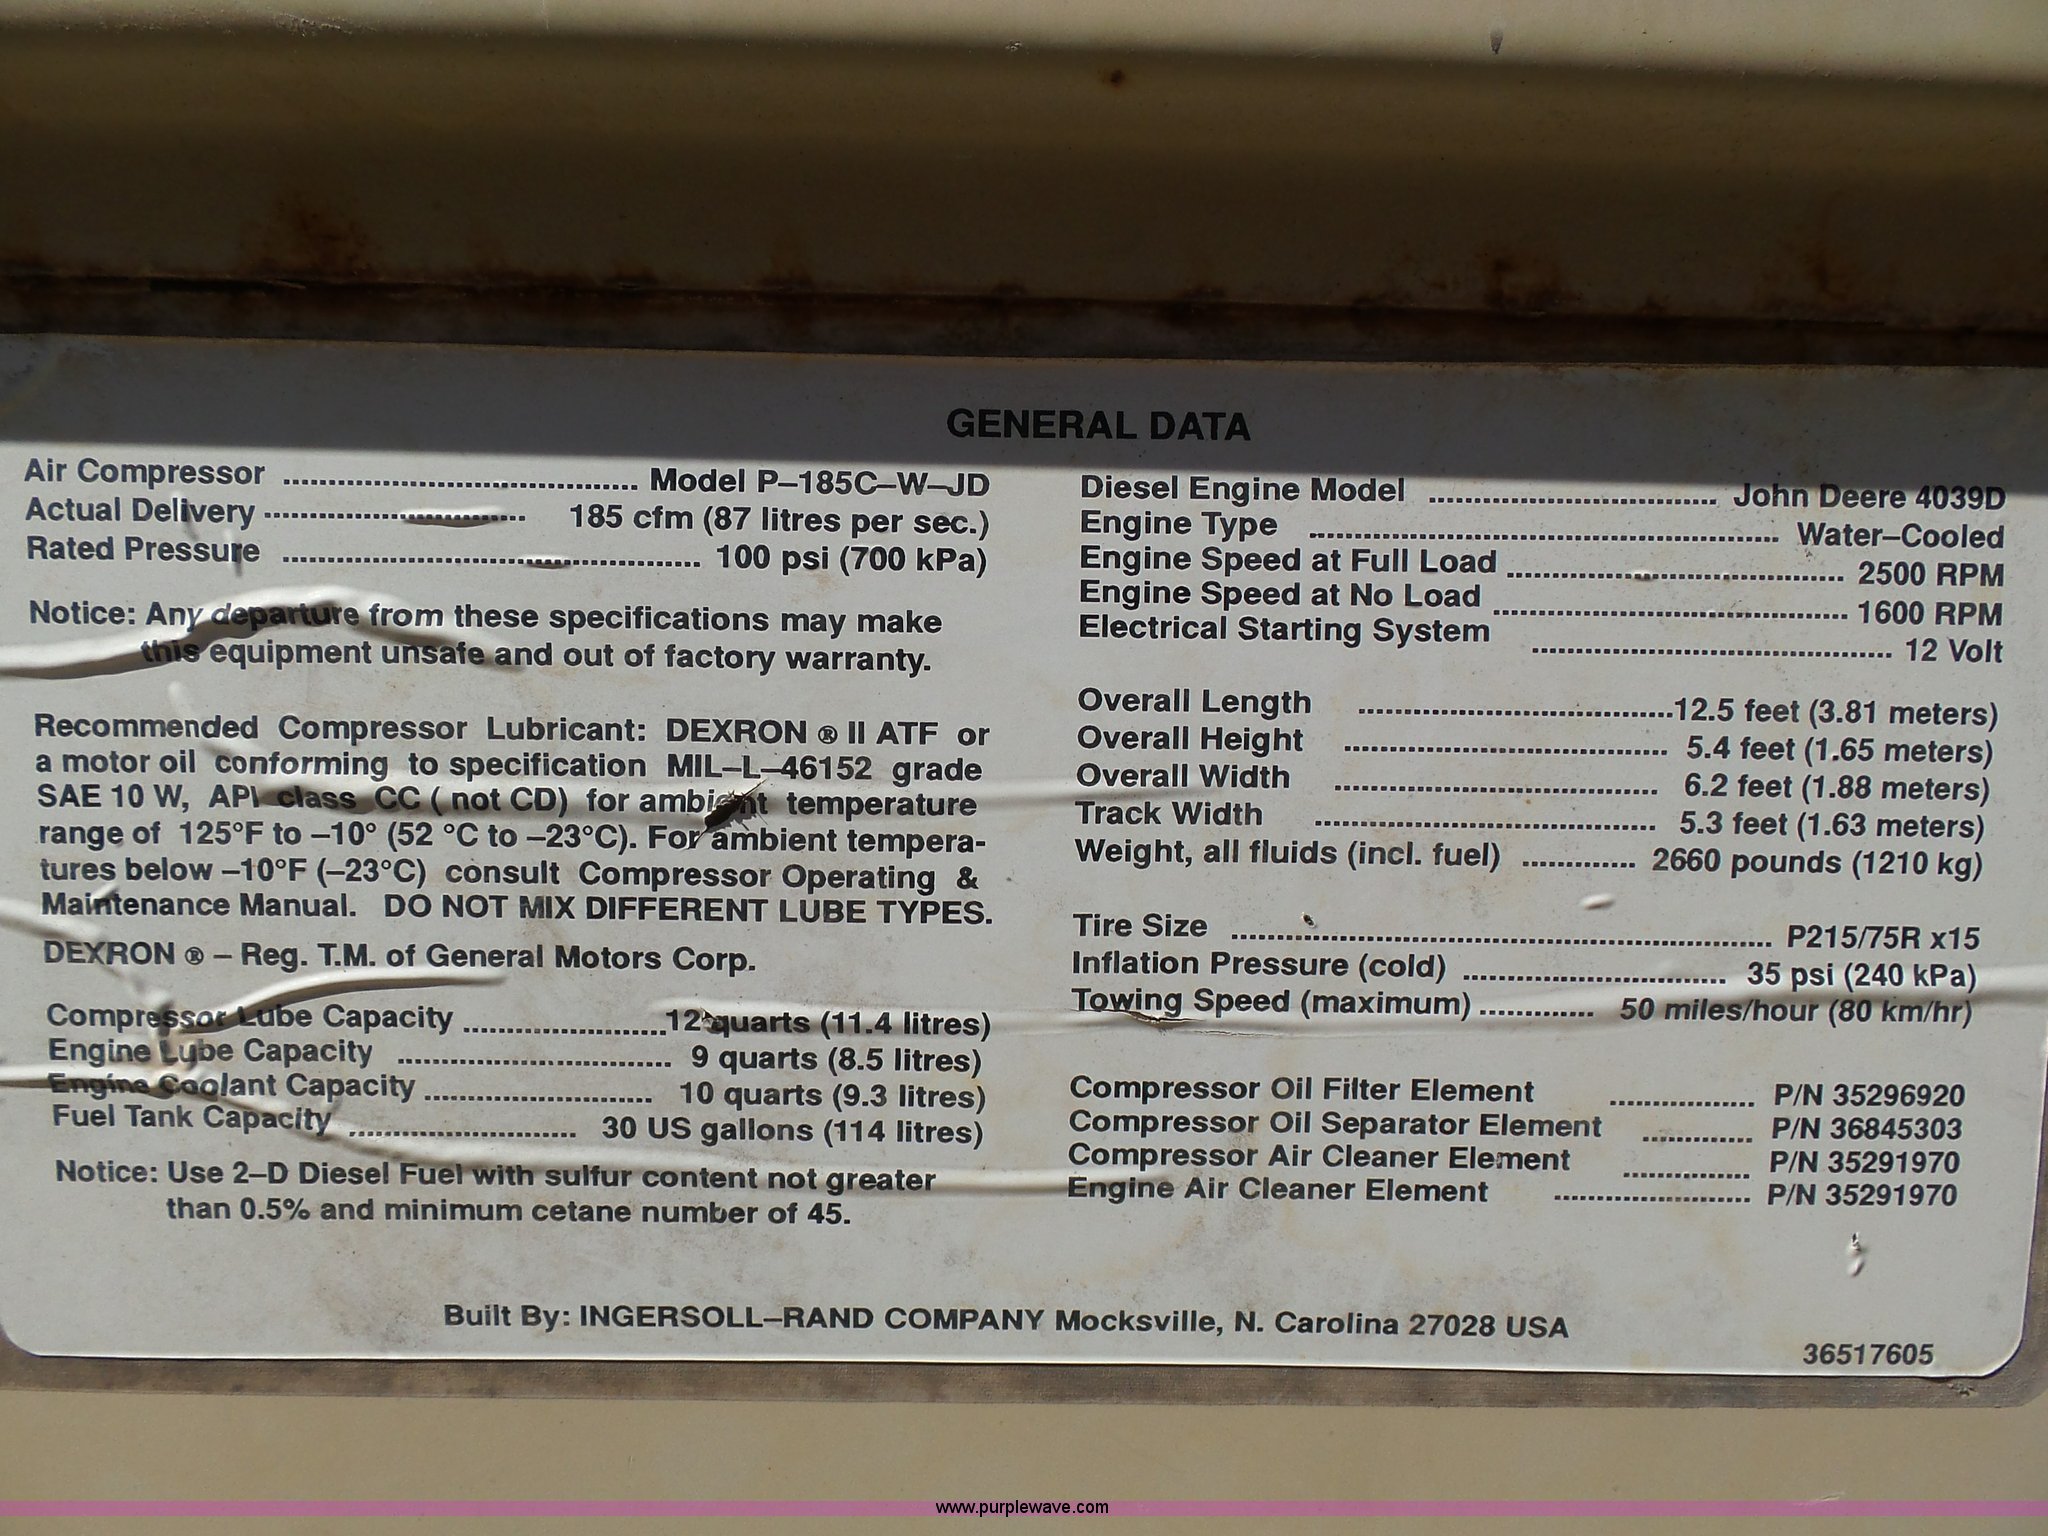 GENERAL DATA
Air Compressor ........ Model P–185C–W–JD
Actual Delivery ........ 185 cfm (87 litres per sec.)
Rated Pressure ........ 100 psi (700 kPa)
Notice: Any departure from these specifications may make
this equipment unsafe and out of factory warranty.
Recommended Compressor Lubricant: DEXRON ® II ATF or
a motor oil conforming to specification MIL–L–46152 grade
SAE 10 W, API class CC ( not CD) for ambient temperature
range of 125°F to –10° (52 °C to –23°C). For ambient tempera-
tures below –10°F (–23°C) consult Compressor Operating &
Maintenance Manual. DO NOT MIX DIFFERENT LUBE TYPES.
DEXRON ® – Reg. T.M. of General Motors Corp.
Compressor Lube Capacity ........ 12 quarts (11.4 litres)
Engine Lube Capacity ........ 9 quarts (8.5 litres)
Engine Coolant Capacity ........ 10 quarts (9.3 litres)
Fuel Tank Capacity ........ 30 US gallons (114 litres)
Notice: Use 2–D Diesel Fuel with sulfur content not greater
than 0.5% and minimum cetane number of 45.
Diesel Engine Model ........ John Deere 4039D
Engine Type ........ Water–Cooled
Engine Speed at Full Load ........ 2500 RPM
Engine Speed at No Load ........ 1600 RPM
Electrical Starting System ........ 12 Volt
Overall Length ........ 12.5 feet (3.81 meters)
Overall Height ........ 5.4 feet (1.65 meters)
Overall Width ........ 6.2 feet (1.88 meters)
Track Width ........ 5.3 feet (1.63 meters)
Weight, all fluids (incl. fuel) ........ 2660 pounds (1210 kg)
Tire Size ........ P215/75R x15
Inflation Pressure (cold) ........ 35 psi (240 kPa)
Towing Speed (maximum) ........ 50 miles/hour (80 km/hr)
Compressor Oil Filter Element ........ P/N 35296920
Compressor Oil Separator Element ........ P/N 36845303
Compressor Air Cleaner Element ........ P/N 35291970
Engine Air Cleaner Element ........ P/N 35291970
Built By: INGERSOLL–RAND COMPANY Mocksville, N. Carolina 27028 USA
36517605
www.purplewave.com